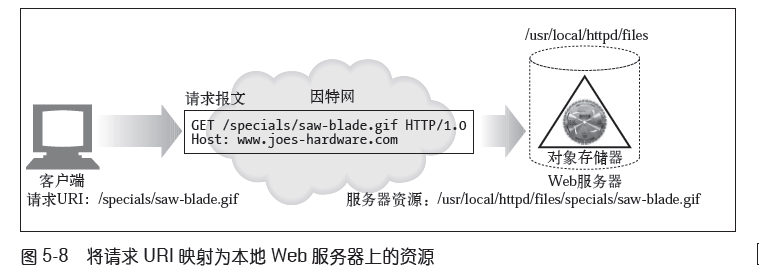 /usr/local/httpd/files
请求报文
因特网
GET /specials/saw-blade.gif HTTP/1.0
Host: www.joes-hardware.com
对象存储器
客户端
Web服务器
请求URI：/specials/saw-blade.gif
服务器资源：/usr/local/httpd/files/specials/saw-blade.gif
图 5-8 将请求 URI 映射为本地 Web 服务器上的资源